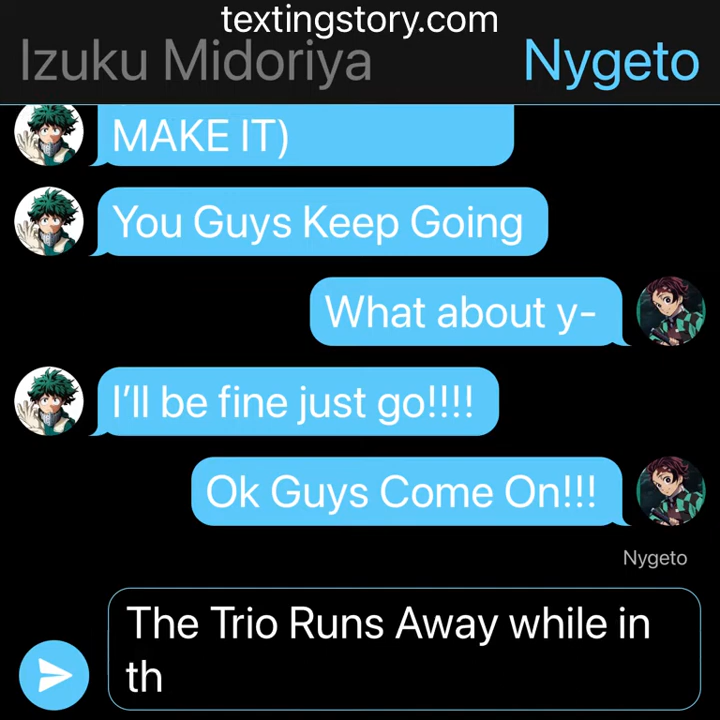 textingstory.com
Izuku Midoriya
Nygeto
MAKE IT)
You Guys Keep Going
What about y-
I’ll be fine just go!!!!
Ok Guys Come On!!!
Nygeto
The Trio Runs Away while in
th